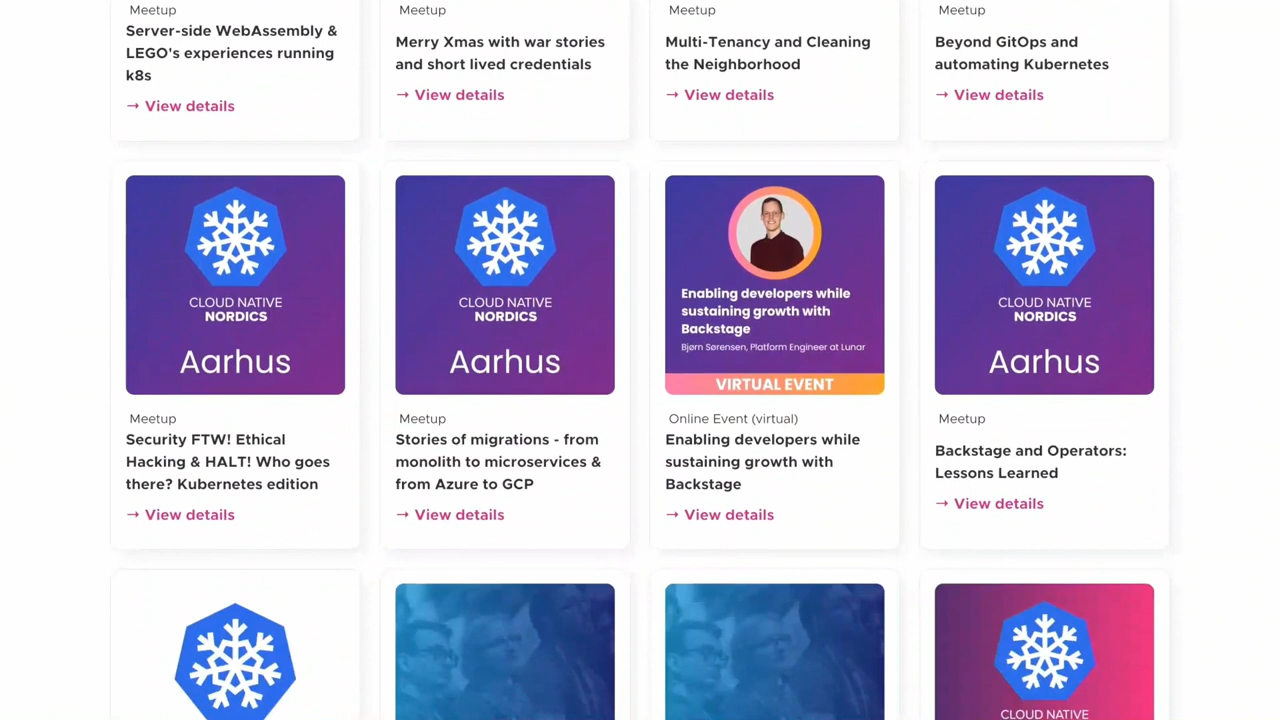 Meetup
Server-side WebAssembly &
LEGO's experiences running
k8s
→ View details
Meetup
Merry Xmas with war stories
and short lived credentials
→ View details
Meetup
Multi-Tenancy and Cleaning
the Neighborhood
→ View details
Meetup
Beyond GitOps and
automating Kubernetes
→ View details
CLOUD NATIVE
NORDICS
Aarhus
Meetup
Security FTW! Ethical
Hacking & HALT! Who goes
there? Kubernetes edition
→ View details
CLOUD NATIVE
NORDICS
Aarhus
Meetup
Stories of migrations - from
monolith to microservices &
from Azure to GCP
→ View details
Enabling developers while
sustaining growth with
Backstage
Bjørn Sørensen, Platform Engineer at Lunar
VIRTUAL EVENT
Online Event (virtual)
Enabling developers while
sustaining growth with
Backstage
→ View details
CLOUD NATIVE
NORDICS
Aarhus
Meetup
Backstage and Operators:
Lessons Learned
→ View details
CLOUD NATIVE